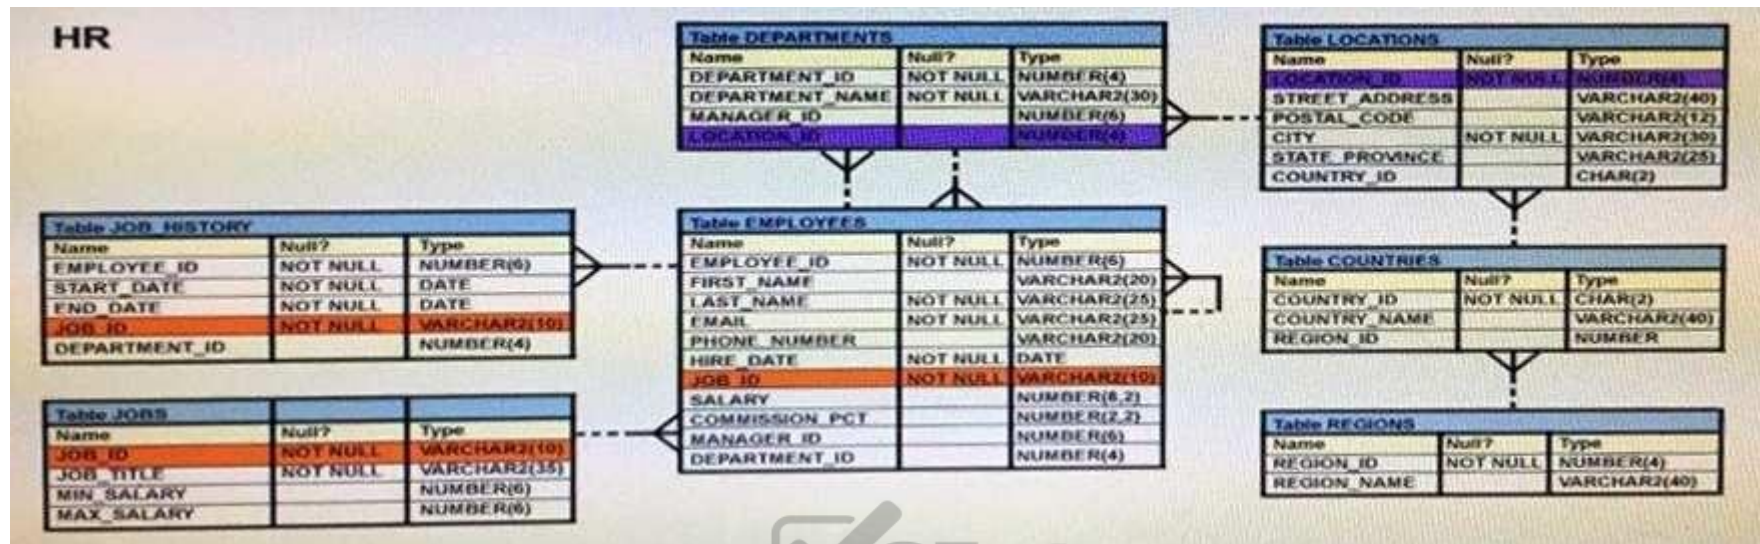 HR
Table DEPARTMENTS
Name Null? Type
DEPARTMENT_ID NOT NULL NUMBER(4)
DEPARTMENT_NAME NOT NULL VARCHAR2(30)
MANAGER_ID NUMBER(6)
LOCATION_ID NUMBER(4)
Table LOCATIONS
Name Null? Type
LOCATION_ID NOT NULL NUMBER(4)
STREET_ADDRESS VARCHAR2(40)
POSTAL_CODE VARCHAR2(12)
CITY NOT NULL VARCHAR2(30)
STATE_PROVINCE VARCHAR2(25)
COUNTRY_ID CHAR(2)
Table JOB_HISTORY
Name Null? Type
EMPLOYEE_ID NOT NULL NUMBER(6)
START_DATE NOT NULL DATE
END_DATE NOT NULL DATE
JOB_ID NOT NULL VARCHAR2(10)
DEPARTMENT_ID NUMBER(4)
Table EMPLOYEES
Name Null? Type
EMPLOYEE_ID NOT NULL NUMBER(6)
FIRST_NAME VARCHAR2(20)
LAST_NAME NOT NULL VARCHAR2(25)
EMAIL NOT NULL VARCHAR2(25)
PHONE_NUMBER VARCHAR2(20)
HIRE_DATE NOT NULL DATE
JOB_ID NOT NULL VARCHAR2(10)
SALARY NUMBER(8,2)
COMMISSION_PCT NUMBER(2,2)
MANAGER_ID NUMBER(6)
DEPARTMENT_ID NUMBER(4)
Table COUNTRIES
Name Null? Type
COUNTRY_ID NOT NULL CHAR(2)
COUNTRY_NAME VARCHAR2(40)
REGION_ID NUMBER
Table JOBS
Name Null? Type
JOB_ID NOT NULL VARCHAR2(10)
JOB_TITLE NOT NULL VARCHAR2(35)
MIN_SALARY NUMBER(6)
MAX_SALARY NUMBER(6)
Table REGIONS
Name Null? Type
REGION_ID NOT NULL NUMBER(4)
REGION_NAME VARCHAR2(40)